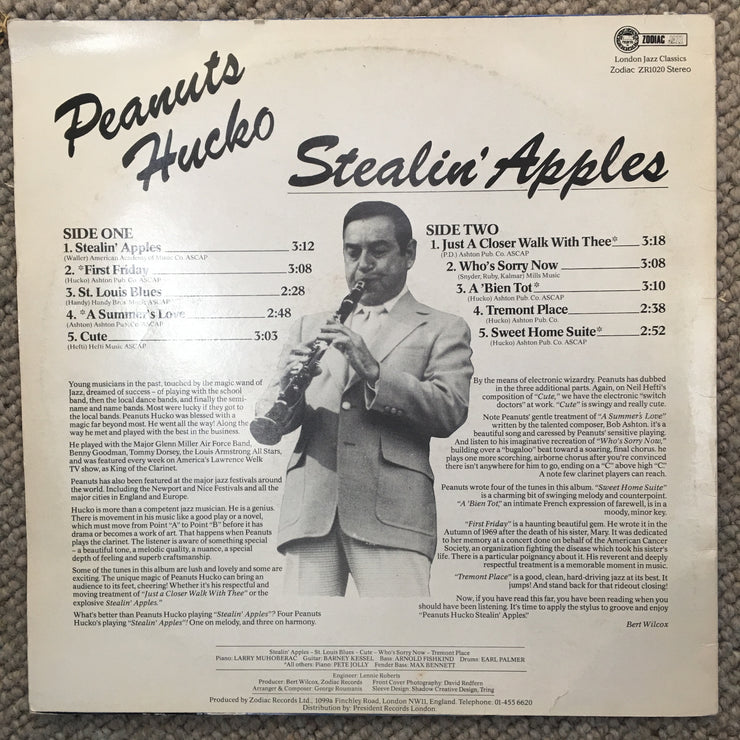 ZODIAC
London Jazz Classics
Zodiac ZR1020 Stereo
Peanuts
Hucko
Stealin' Apples
SIDE ONE
1. Stealin' Apples 3:12
(Waller) American Academy of Music Co. ASCAP
2. *First Friday 3:08
(Hucko) Ashton Pub Co. ASCAP
3. St. Louis Blues 2:28
(Handy) Handy Bros Music ASCAP
4. *A Summer's Love 2:48
(Ashton) Ashton Pub. Co. ASCAP
5. Cute 3:03
(Hefti) Hefti Music ASCAP
SIDE TWO
1. Just A Closer Walk With Thee* 3:18
(P.D.) Ashton Pub. Co. ASCAP
2. Who's Sorry Now 3:08
(Snyder, Ruby, Kalmar) Mills Music
3. A 'Bien Tot* 3:10
(Hucko) Ashton Pub. Co. ASCAP
4. Tremont Place 2:38
(Hucko) Ashton Pub. Co.
5. Sweet Home Suite* 2:52
(Hucko) Ashton Pub. Co. ASCAP
Young musicians in the past, touched by the magic wand of
Jazz, dreamed of success – of playing with the school
band, then the local dance bands, and finally the semi-
name and name bands. Most were lucky if they got to
the local bands. Peanuts Hucko was blessed with a
magic far beyond most. He went all the way! Along the
way he met and played with the best in the business.
He played with the Major Glenn Miller Air Force Band,
Benny Goodman, Tommy Dorsey, the Louis Armstrong All Stars,
and was featured every week on America's Lawrence Welk
TV show, as King of the Clarinet.
Peanuts has also been featured at the major jazz festivals around
the world. Including the Newport and Nice Festivals and all the
major cities in England and Europe.
Hucko is more than a competent jazz musician. He is a genius.
There is movement in his music like a good play or a novel,
which must move from Point "A" to Point "B" before it has
drama or becomes a work of art. That happens when Peanuts
plays the clarinet. The listener is aware of something special
– a beautiful tone, a melodic quality, a nuance, a special
depth of feeling and superb craftsmanship.
Some of the tunes in this album are lush and lovely and some are
exciting. The unique magic of Peanuts Hucko can bring an
audience to its feet, cheering! Whether it's his respectful and
moving treatment of "Just a Closer Walk With Thee" or the
explosive Stealin' Apples."
What's better than Peanuts Hucko playing "Stealin' Apples"? Four Peanuts
Hucko's playing "Stealin' Apples"! One on melody, and three on harmony.
By the means of electronic wizardry. Peanuts has dubbed
in the three additional parts. Again, on Neil Hefti's
composition of "Cute," we have the electronic "switch
doctors" at work. "Cute" is swingy and really cute.
Note Peanuts' gentle treatment of "A Summer's Love"
written by the talented composer, Bob Ashton. It's a
beautiful song and caressed by Peanuts' sensitive playing.
And listen to his imaginative recreation of "Who's Sorry Now,"
building over a "bugaloo" beat toward a soaring, final chorus. he
plays one more scorching, airborne chorus after you're convinced
there isn't anywhere for him to go, ending on a "C" above high "C"
A note few clarinet players can reach.
Peanuts wrote four of the tunes in this album. "Sweet Home Suite"
is a charming bit of swinging melody and counterpoint.
"A 'Bien Tot," an intimate French expression of farewell, is in a
moody, minor key.
"First Friday" is a haunting beautiful gem. He wrote it in the
Autumn of 1969 after the death of his sister, Mary. It was dedicated
to her memory at a concert done on behalf of the American Cancer
Society, an organization fighting the disease which took his sister's
life. There is a particular poignancy about it. His reverent and deeply
respectful treatment is a memorable moment in music.
"Tremont Place" is a good, clean, hard-driving jazz at its best. It
jumps! And stand back for that rideout closing!
Now, if you have read this far, you have been reading when you
should have been listening. It's time to apply the stylus to groove and enjoy
"Peanuts Hucko Stealin' Apples."
Bert Wilcox
Stealin' Apples – St. Louis Blues – Cute – Who's Sorry Now – Tremont Place
Piano: LARRY MUHOBERAC Guitar: BARNEY KESSEL Bass: ARNOLD FISHKIND Drums: EARL PALMER
*All others: Piano: PETE JOLLY Fender Bass: MAX BENNETT
Engineer: Lennie Roberts
Producer: Bert Wilcox, Zodiac Records Front Cover Photography: David Redfern
Arranger & Composer: George Roumanis Sleeve Design: Shadow Creative Design, Tring
Produced by Zodiac Records Ltd., 1099a Finchley Road, London NW11, England. Telephone. 01-455 6620
Distribution by: President Records London.